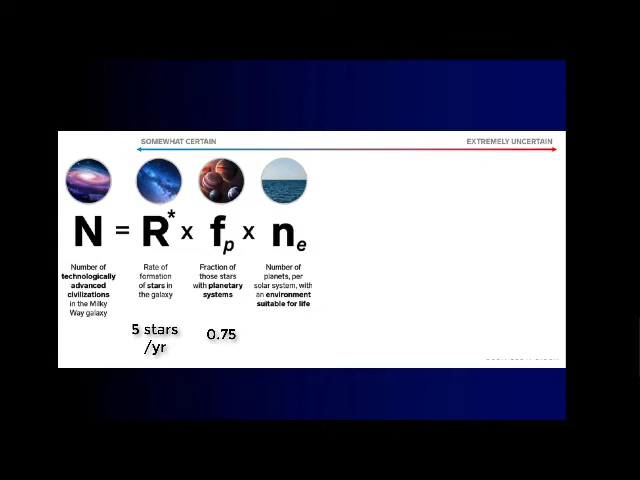 SOMEWHAT CERTAIN
EXTREMELY UNCERTAIN
N = R* x fp x ne
Number of
technologically
advanced
civilizations
in the Milky
Way galaxy
Rate of
formation
of stars in
the galaxy
Fraction of
those stars
with planetary
systems
Number of
planets, per
solar system, with
an environment
suitable for life
5 stars
/yr
0.75